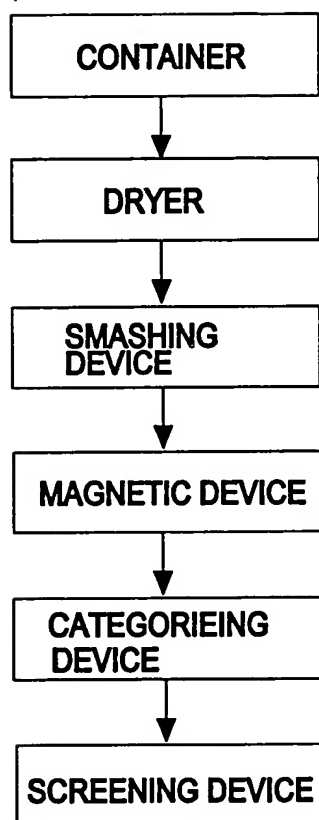 CONTAINER
DRYER
SMASHING
DEVICE
MAGNETIC DEVICE
CATEGORIEING
DEVICE
SCREENING DEVICE